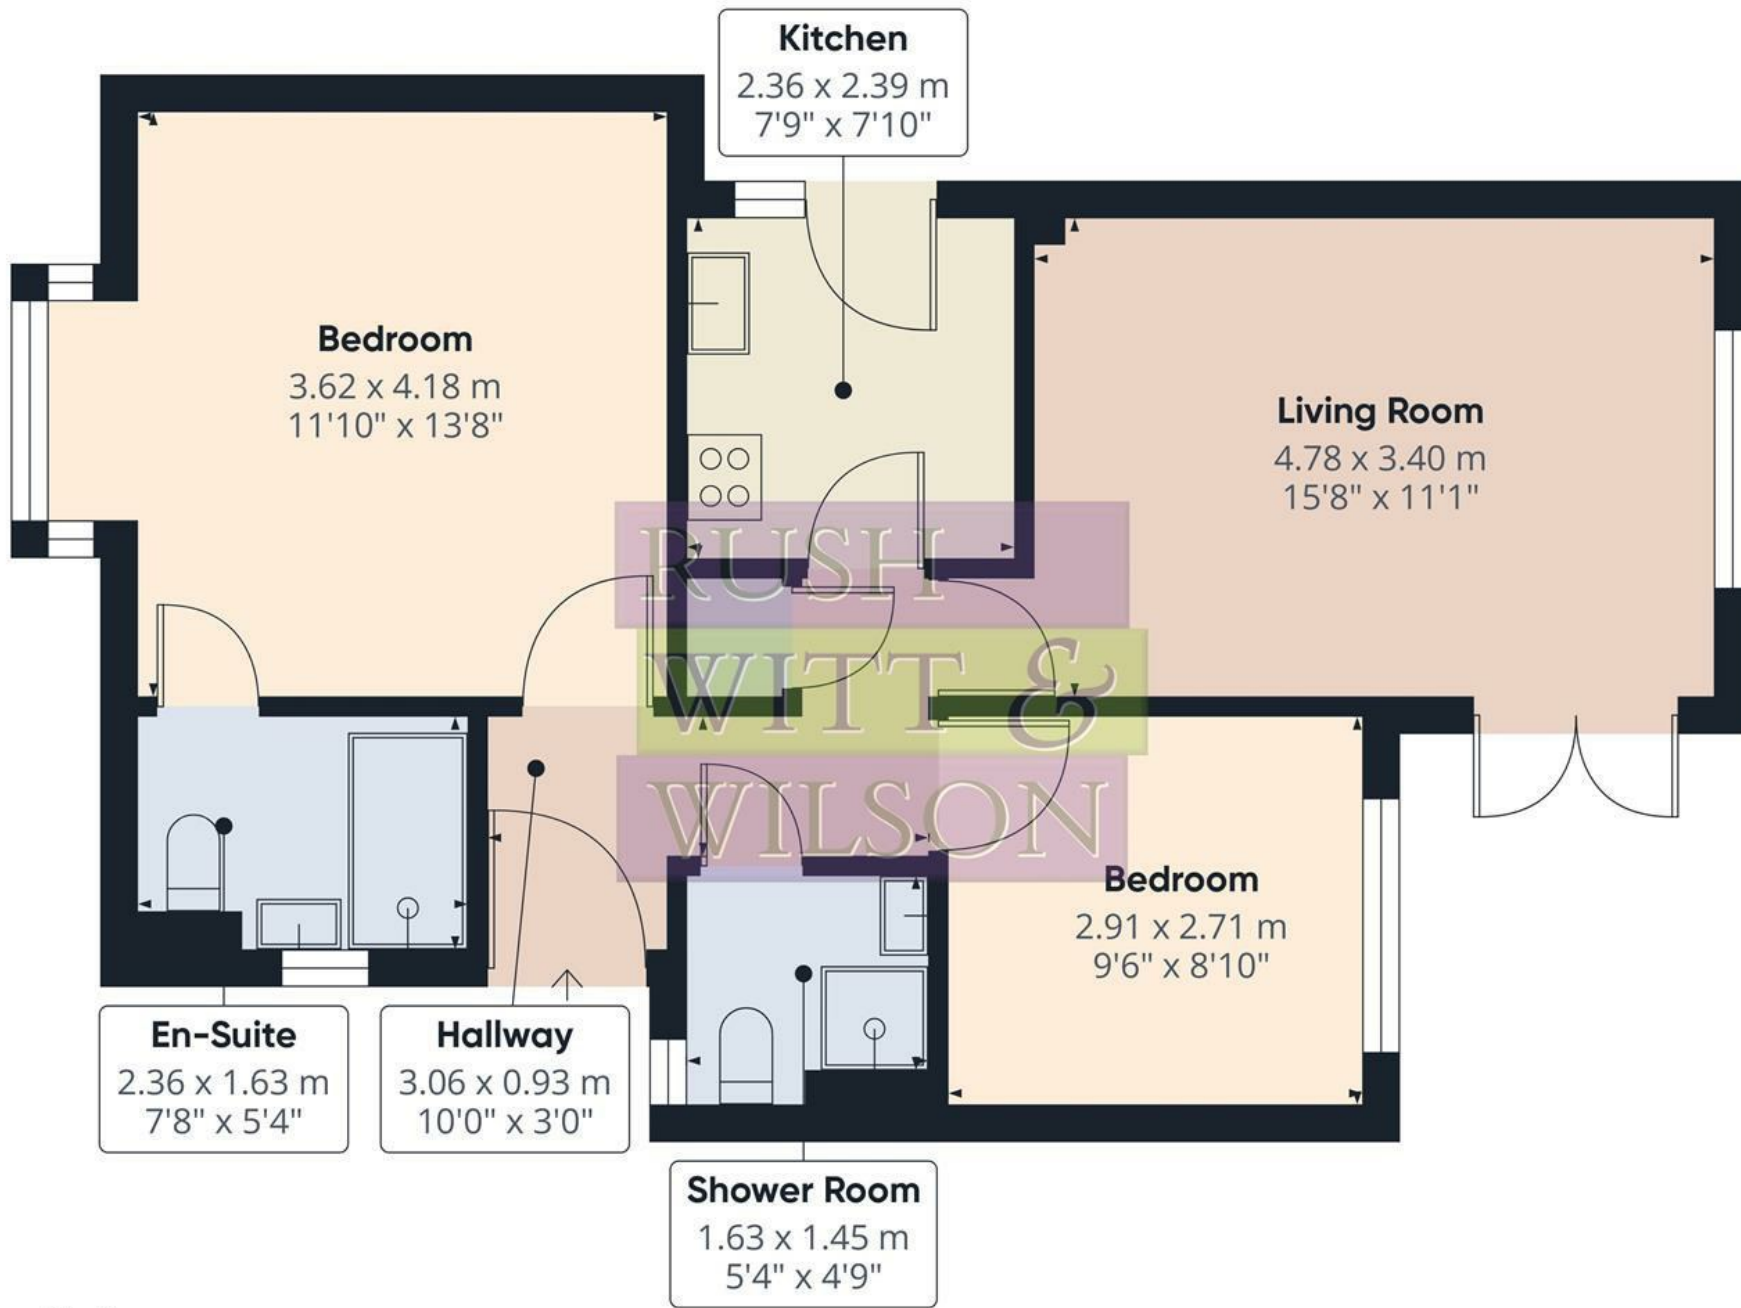 Kitchen
2.36 x 2.39 m
7'9" x 7'10"
Bedroom
3.62 x 4.18 m
11'10" x 13'8"
Living Room
4.78 x 3.40 m
15'8" x 11'1"
RUSH
WITT &
WILSON
Bedroom
2.91 x 2.71 m
9'6" x 8'10"
En-Suite
2.36 x 1.63 m
7'8" x 5'4"
Hallway
3.06 x 0.93 m
10'0" x 3'0"
Shower Room
1.63 x 1.45 m
5'4" x 4'9"